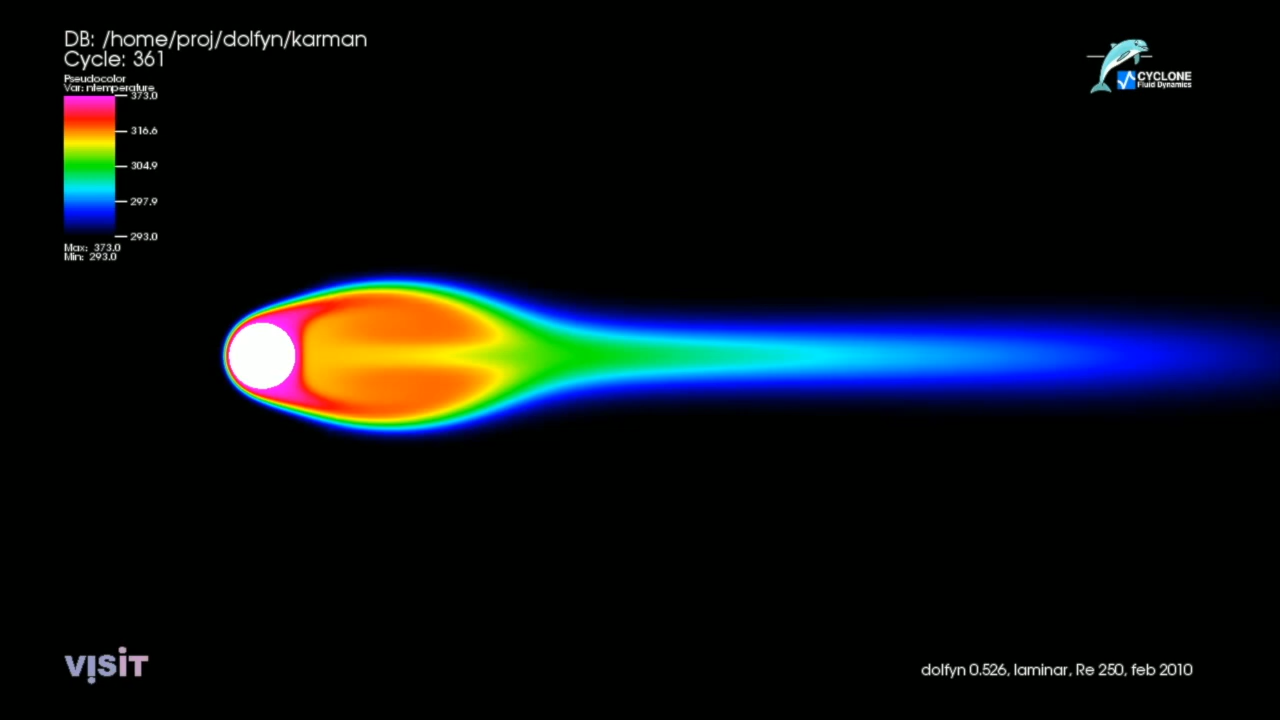 DB: /home/proj/dolfyn/karman
Cycle: 361
Pseudocolor
Var: ntemperature
373.0
316.6
304.9
297.9
293.0
Max: 373.0
Min: 293.0
CYCLONE
Fluid Dynamics
VISIT
dolfyn 0.526, laminar, Re 250, feb 2010